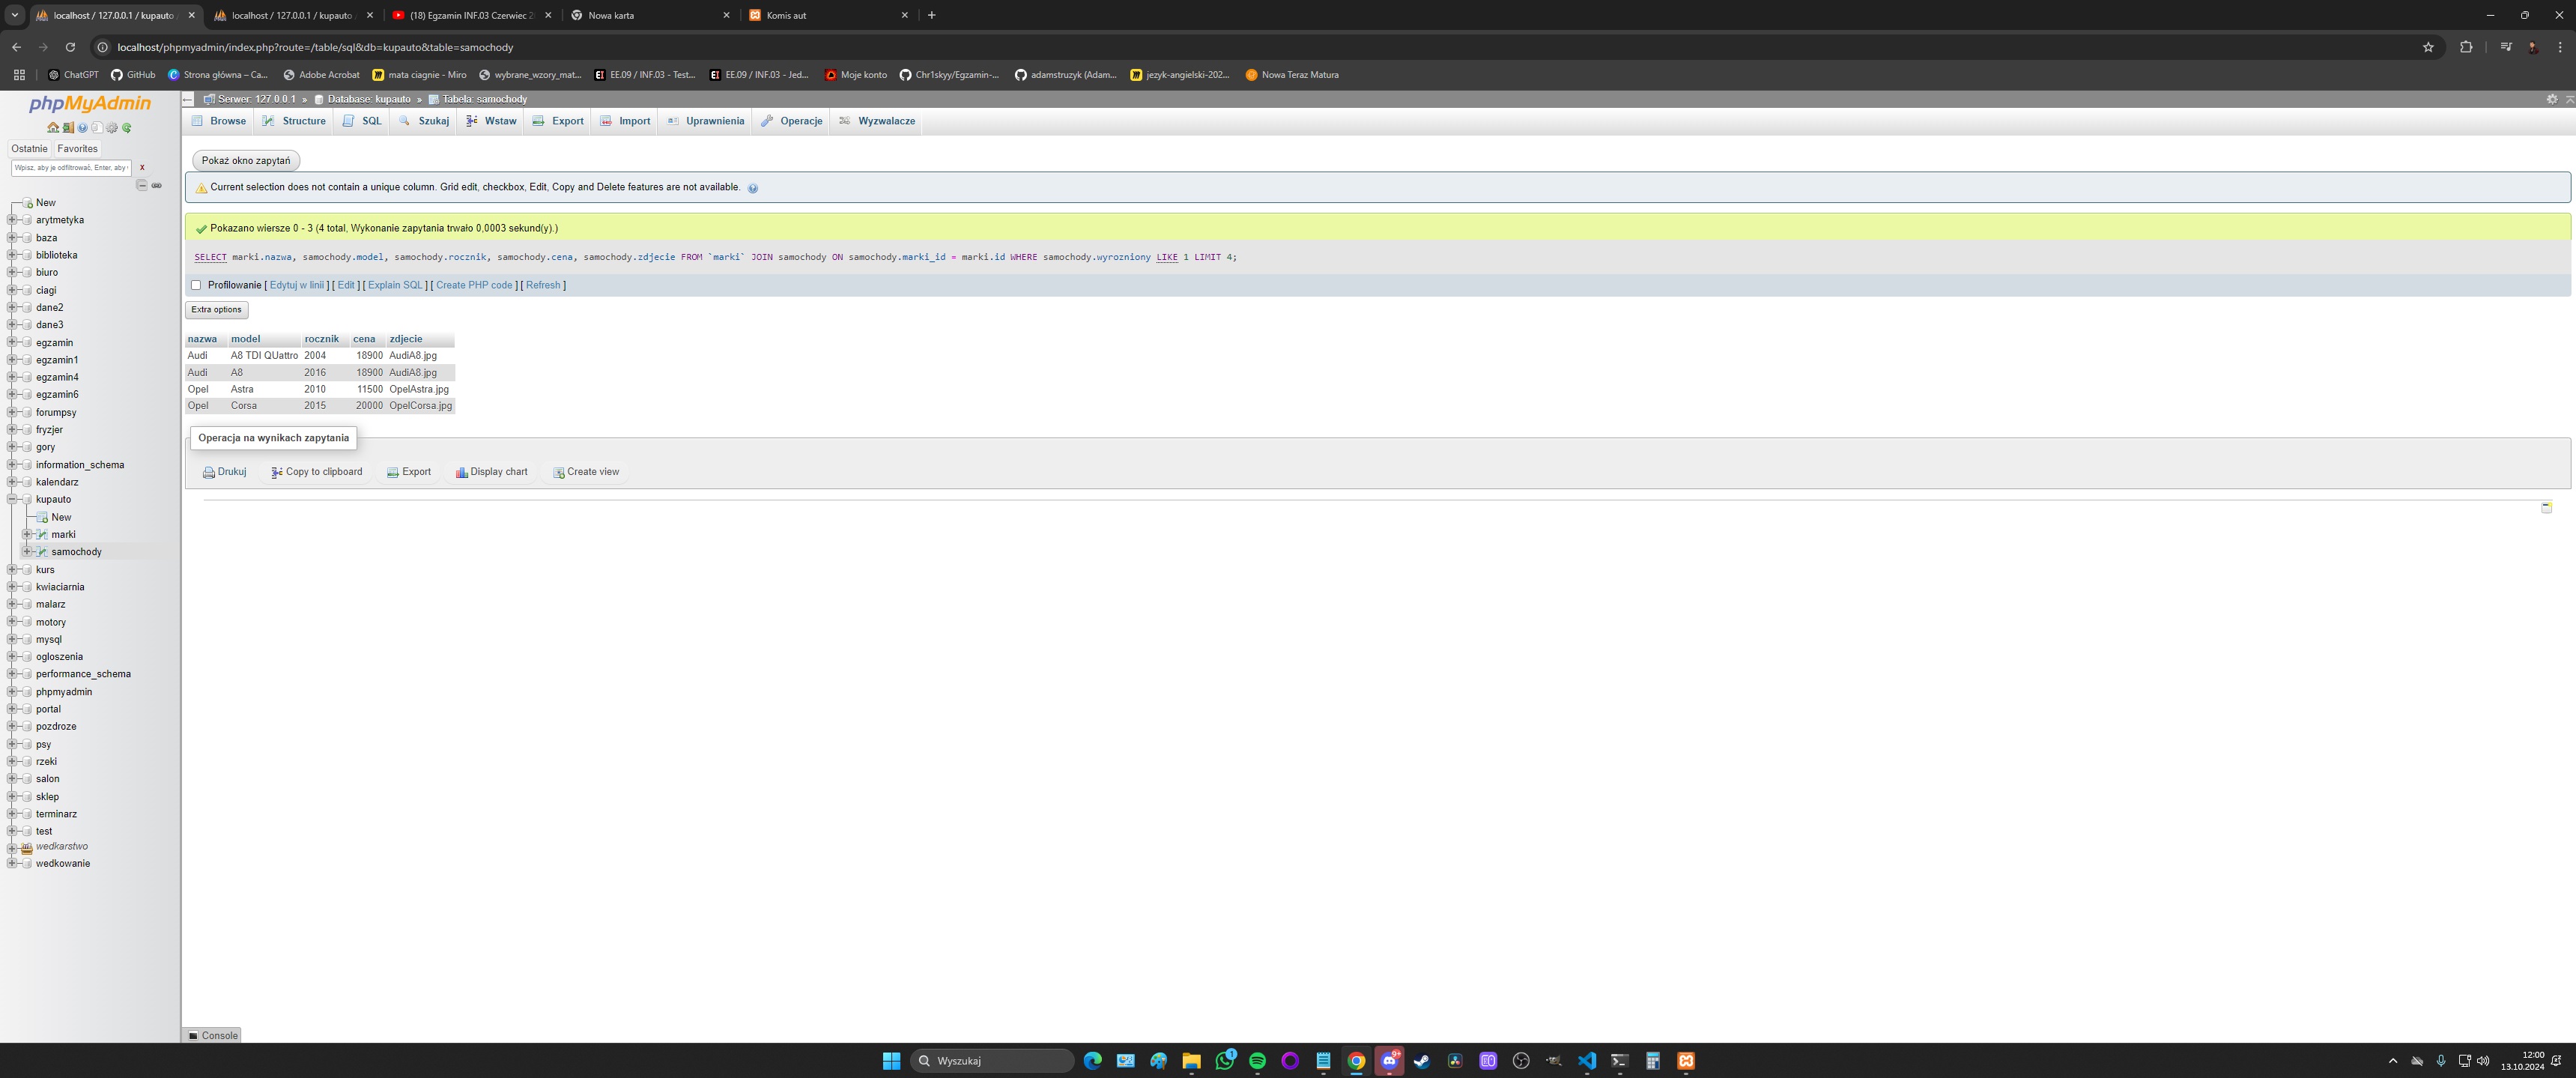 localhost / 127.0.0.1 / kupauto
localhost / 127.0.0.1 / kupauto
(18) Egzamin INF.03 Czerwiec 2
Nowa karta
Komis aut
localhost/phpmyadmin/index.php?route=/table/sql&db=kupauto&table=samochody
ChatGPT
GitHub
Strona główna – Ca...
Adobe Acrobat
mata ciagnie - Miro
wybrane_wzory_mat...
EE.09 / INF.03 - Test...
EE.09 / INF.03 - Jed...
Moje konto
Chr1skyy/Egzamin-...
adamstruzyk (Adam...
jezyk-angielski-202...
Nowa Teraz Matura
phpMyAdmin
Ostatnie Favorites
Wpisz, aby je odfiltrować, Enter, aby
X
New
arytmetyka
baza
biblioteka
biuro
ciagi
dane2
dane3
egzamin
egzamin1
egzamin4
egzamin6
forumpsy
fryzjer
gory
information_schema
kalendarz
kupauto
New
marki
samochody
kurs
kwiaciarnia
malarz
motory
mysql
ogloszenia
performance_schema
phpmyadmin
portal
pozdroze
psy
rzeki
salon
sklep
terminarz
test
wedkarstwo
wedkowanie
Serwer: 127.0.0.1 » Database: kupauto » Tabela: samochody
Browse Structure SQL Szukaj Wstaw Export Import Uprawnienia Operacje Wyzwalacze
Pokaż okno zapytań
Current selection does not contain a unique column. Grid edit, checkbox, Edit, Copy and Delete features are not available.
Pokazano wiersze 0 - 3 (4 total, Wykonanie zapytania trwało 0,0003 sekund(y).)
SELECT marki.nazwa, samochody.model, samochody.rocznik, samochody.cena, samochody.zdjecie FROM `marki` JOIN samochody ON samochody.marki_id = marki.id WHERE samochody.wyrozniony LIKE 1 LIMIT 4;
Profilowanie [ Edytuj w linii ] [ Edit ] [ Explain SQL ] [ Create PHP code ] [ Refresh ]
Extra options
nazwa model rocznik cena zdjecie
Audi A8 TDI QUattro 2004 18900 AudiA8.jpg
Audi A8 2016 18900 AudiA8.jpg
Opel Astra 2010 11500 OpelAstra.jpg
Opel Corsa 2015 20000 OpelCorsa.jpg
Operacja na wynikach zapytania
Drukuj Copy to clipboard Export Display chart Create view
Console
Wyszukaj
1
9+
12:00
13.10.2024